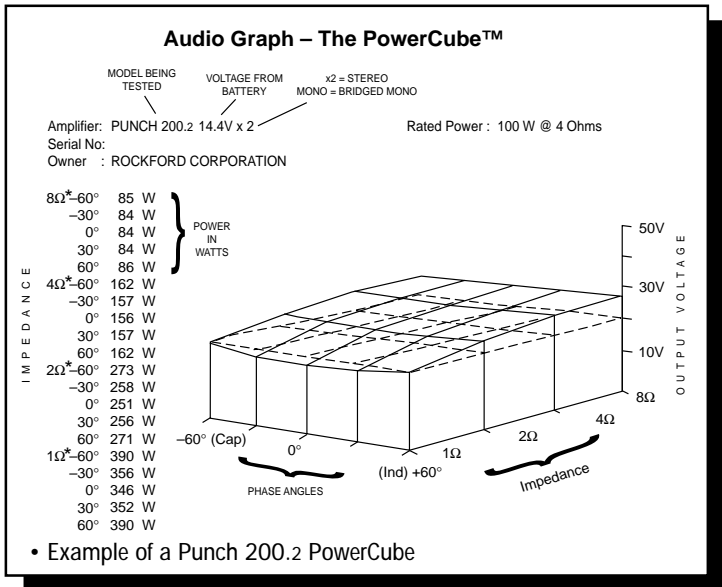 Audio Graph – The PowerCube™
MODEL BEING TESTED
VOLTAGE FROM BATTERY
x2 = STEREO
MONO = BRIDGED MONO
Amplifier: PUNCH 200.2 14.4V x 2
Rated Power : 100 W @ 4 Ohms
Serial No:
Owner : ROCKFORD CORPORATION
IMPEDANCE
8Ω*–60° 85 W
–30° 84 W
0° 84 W
30° 84 W
60° 86 W
4Ω*–60° 162 W
–30° 157 W
0° 156 W
30° 157 W
60° 162 W
2Ω*–60° 273 W
–30° 258 W
0° 251 W
30° 256 W
60° 271 W
1Ω*–60° 390 W
–30° 356 W
0° 346 W
30° 352 W
60° 390 W
POWER
IN
WATTS
50V
30V
10V
OUTPUT VOLTAGE
8Ω
4Ω
2Ω
1Ω
Impedance
–60° (Cap)
0°
(Ind) +60°
PHASE ANGLES
• Example of a Punch 200.2 PowerCube